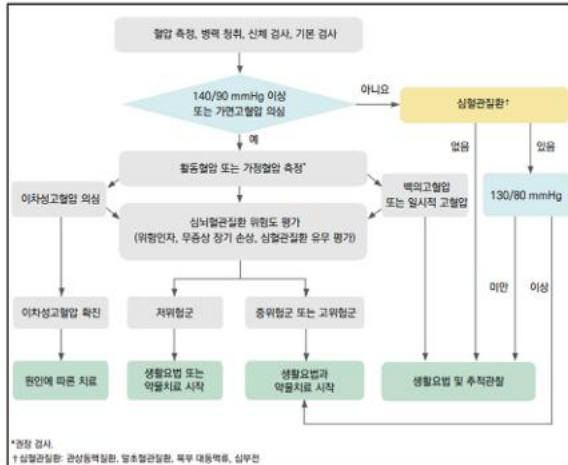 혈압 측정, 병력 청취, 신체 검사, 기본 검사
140/90 mmHg 이상
또는 가면고혈압 의심
아니요
심혈관질환†
예
없음
있음
활동혈압 또는 가정혈압 측정*
이차성고혈압 의심
백의고혈압
또는 일시적 고혈압
130/80 mmHg
심뇌혈관질환 위험도 평가
(위험인자, 무증상 장기 손상, 심혈관질환 유무 평가)
미만
이상
이차성고혈압 확진
저위험군
중위험군 또는 고위험군
원인에 따른 치료
생활요법 또는
약물치료 시작
생활요법과
약물치료 시작
생활요법 및 추적관찰
*권장 검사.
†심혈관질환: 관상동맥질환, 말초혈관질환, 복부 대동맥류, 심부전